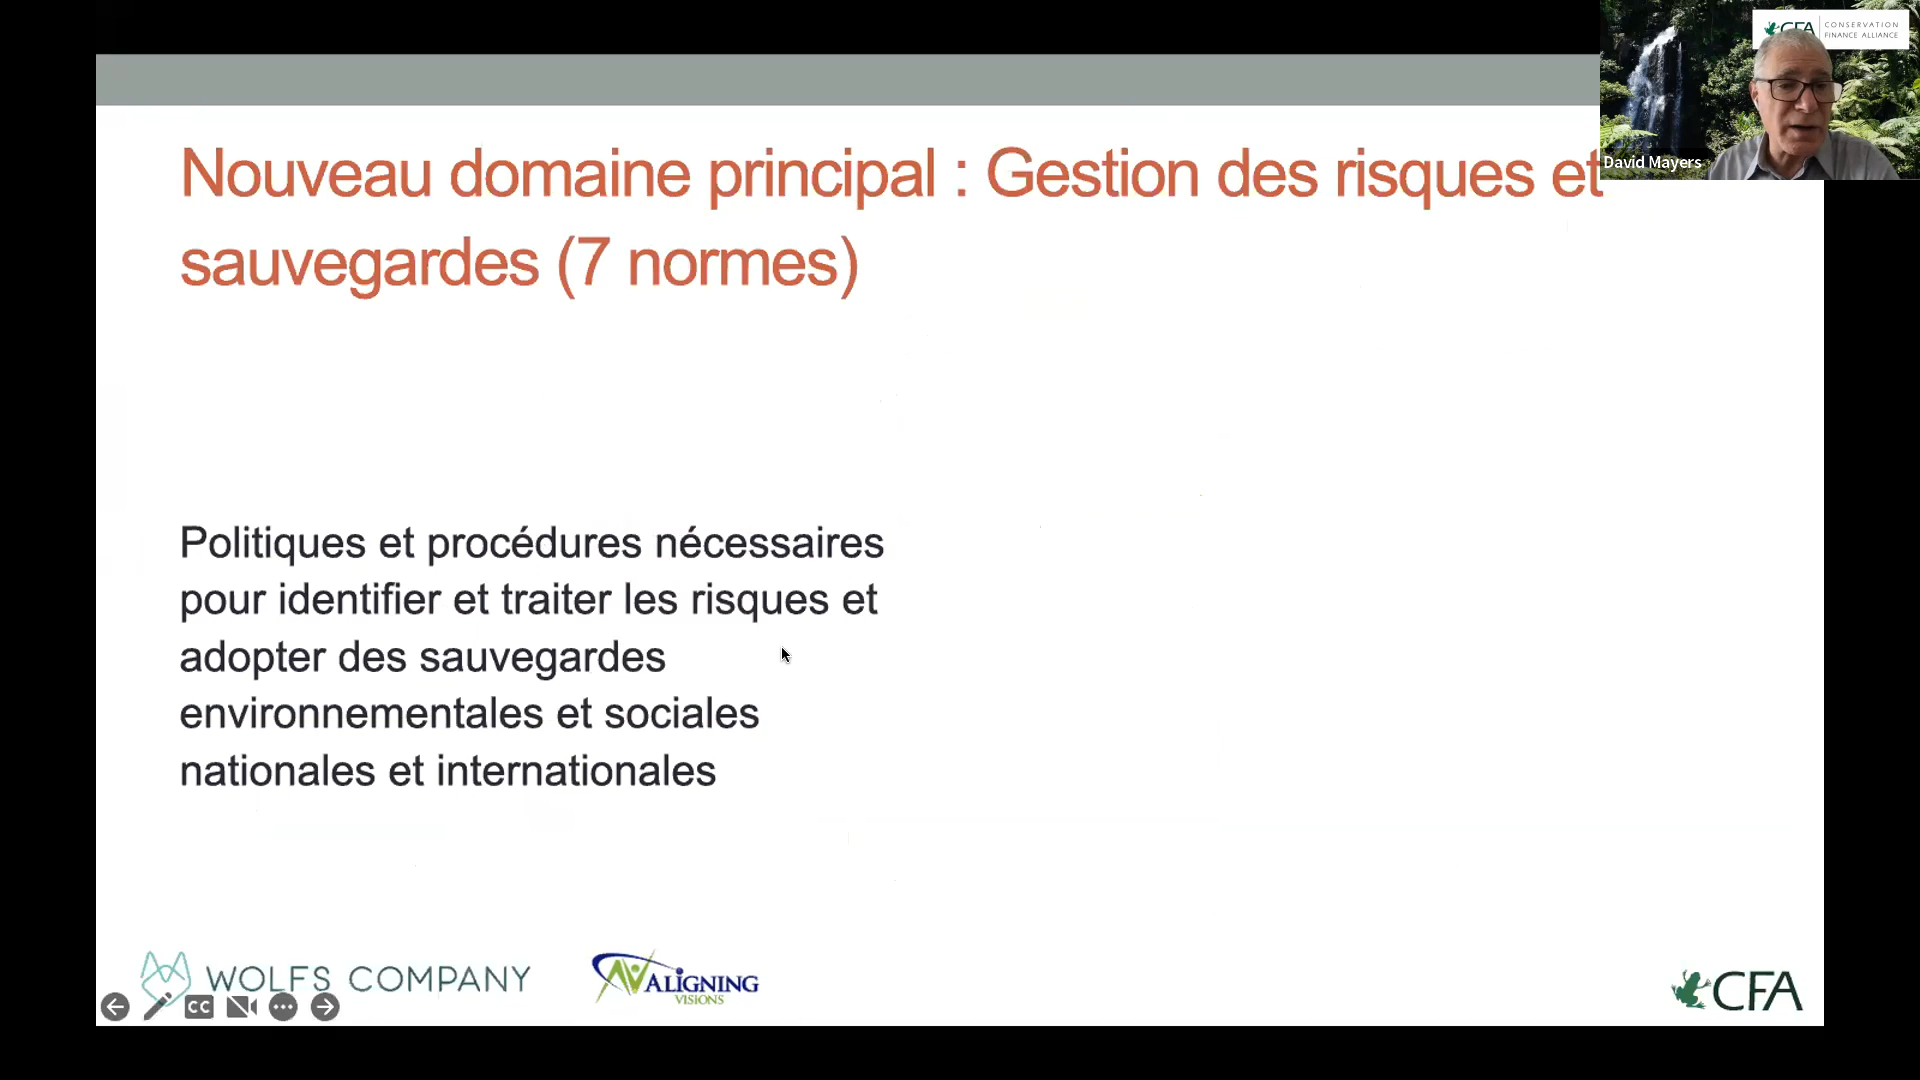 CFA
CONSERVATION
FINANCE ALLIANCE
David Mayers
Nouveau domaine principal : Gestion des risques et
sauvegardes (7 normes)
Politiques et procédures nécessaires
pour identifier et traiter les risques et
adopter des sauvegardes
environnementales et sociales
nationales et internationales
WOLFS COMPANY
ALIGNING
VISIONS
CFA
CC